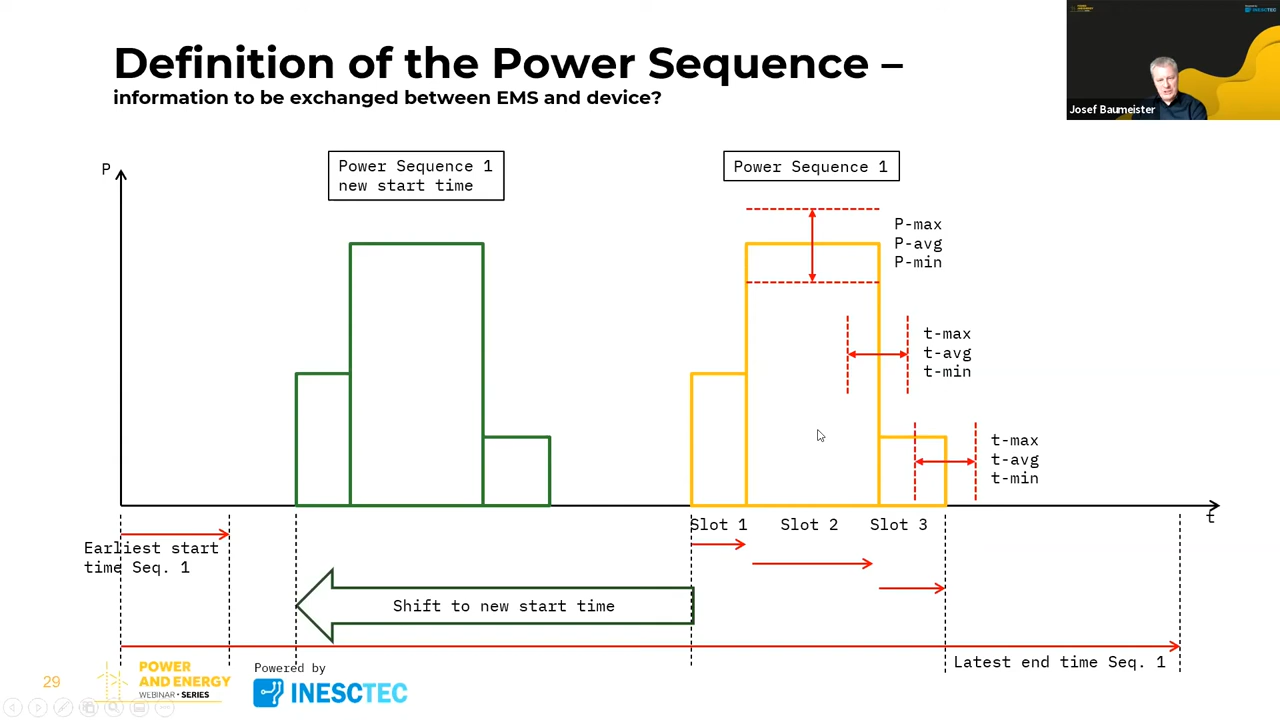 Definition of the Power Sequence –
information to be exchanged between EMS and device?
Josef Baumeister
P
Power Sequence 1
new start time
Power Sequence 1
P-max
P-avg
P-min
t-max
t-avg
t-min
t-max
t-avg
t-min
t
Slot 1
Slot 2
Slot 3
Earliest start
time Seq. 1
Shift to new start time
Latest end time Seq. 1
29
POWER
AND ENERGY
WEBINAR • SERIES
Powered by
INESCTEC
INESCTEC